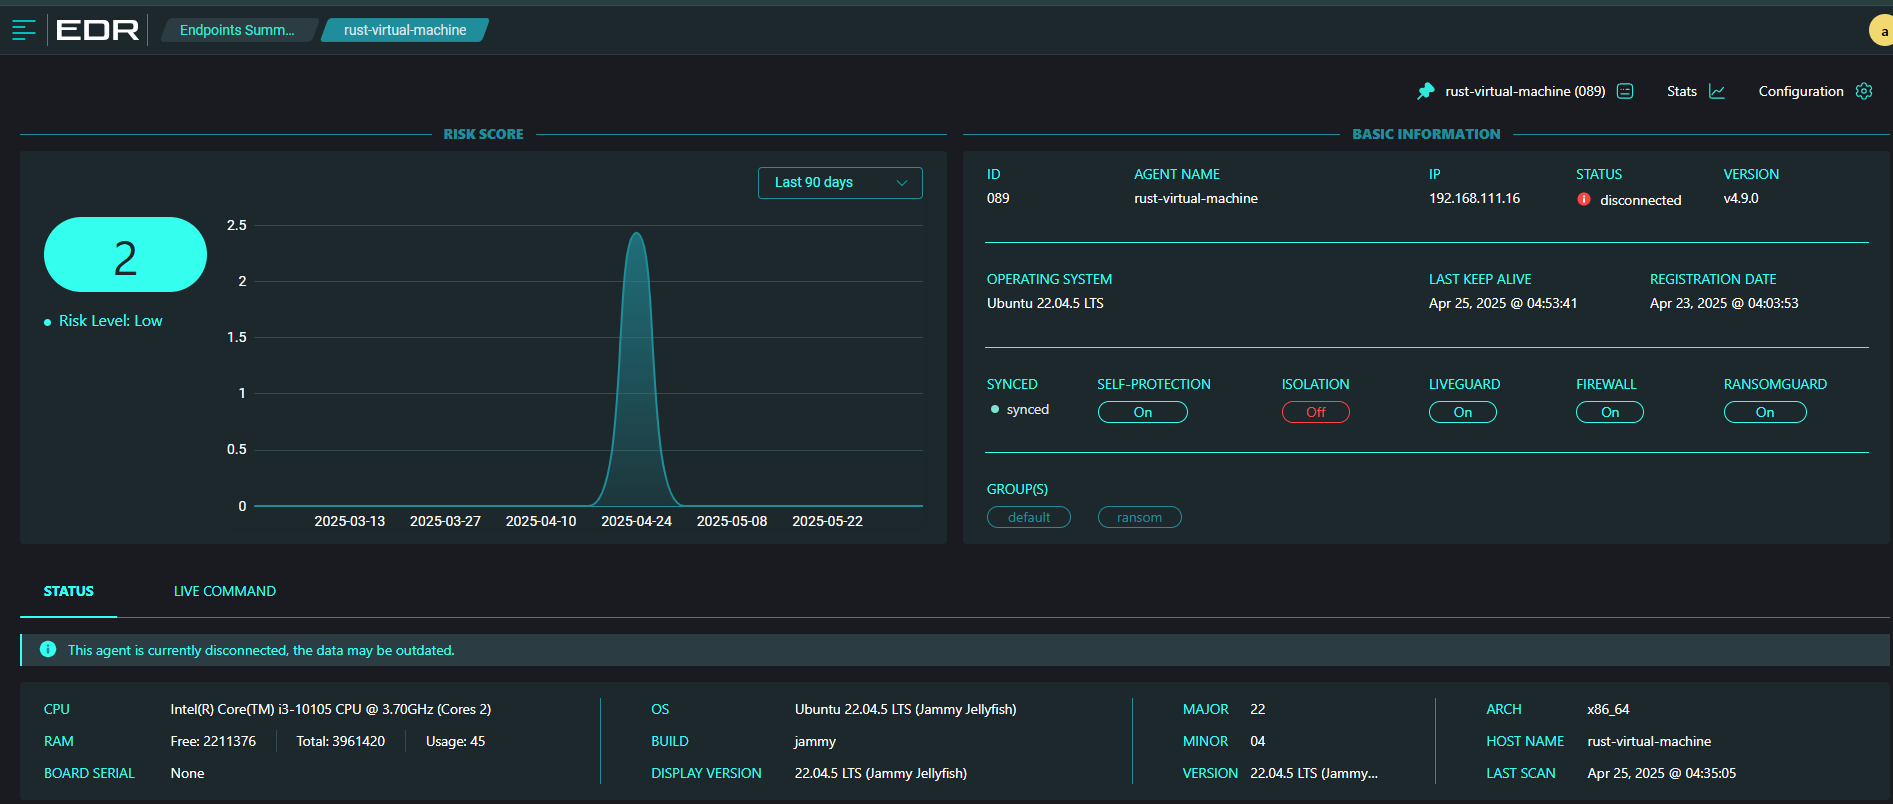 EDR Endpoints Summ... rust-virtual-machine a
rust-virtual-machine (089) Stats Configuration
RISK SCORE
Last 90 days
2
Risk Level: Low
2.5
2
1.5
1
0.5
0
2025-03-13 2025-03-27 2025-04-10 2025-04-24 2025-05-08 2025-05-22
BASIC INFORMATION
ID AGENT NAME IP STATUS VERSION
089 rust-virtual-machine 192.168.111.16 disconnected v4.9.0
OPERATING SYSTEM LAST KEEP ALIVE REGISTRATION DATE
Ubuntu 22.04.5 LTS Apr 25, 2025 @ 04:53:41 Apr 23, 2025 @ 04:03:53
SYNCED SELF-PROTECTION ISOLATION LIVEGUARD FIREWALL RANSOMGUARD
synced On Off On On On
GROUP(S)
default ransom
STATUS LIVE COMMAND
This agent is currently disconnected, the data may be outdated.
CPU Intel(R) Core(TM) i3-10105 CPU @ 3.70GHz (Cores 2)
RAM Free: 2211376 Total: 3961420 Usage: 45
BOARD SERIAL None
OS Ubuntu 22.04.5 LTS (Jammy Jellyfish)
BUILD jammy
DISPLAY VERSION 22.04.5 LTS (Jammy Jellyfish)
MAJOR 22
MINOR 04
VERSION 22.04.5 LTS (Jammy...
ARCH x86_64
HOST NAME rust-virtual-machine
LAST SCAN Apr 25, 2025 @ 04:35:05